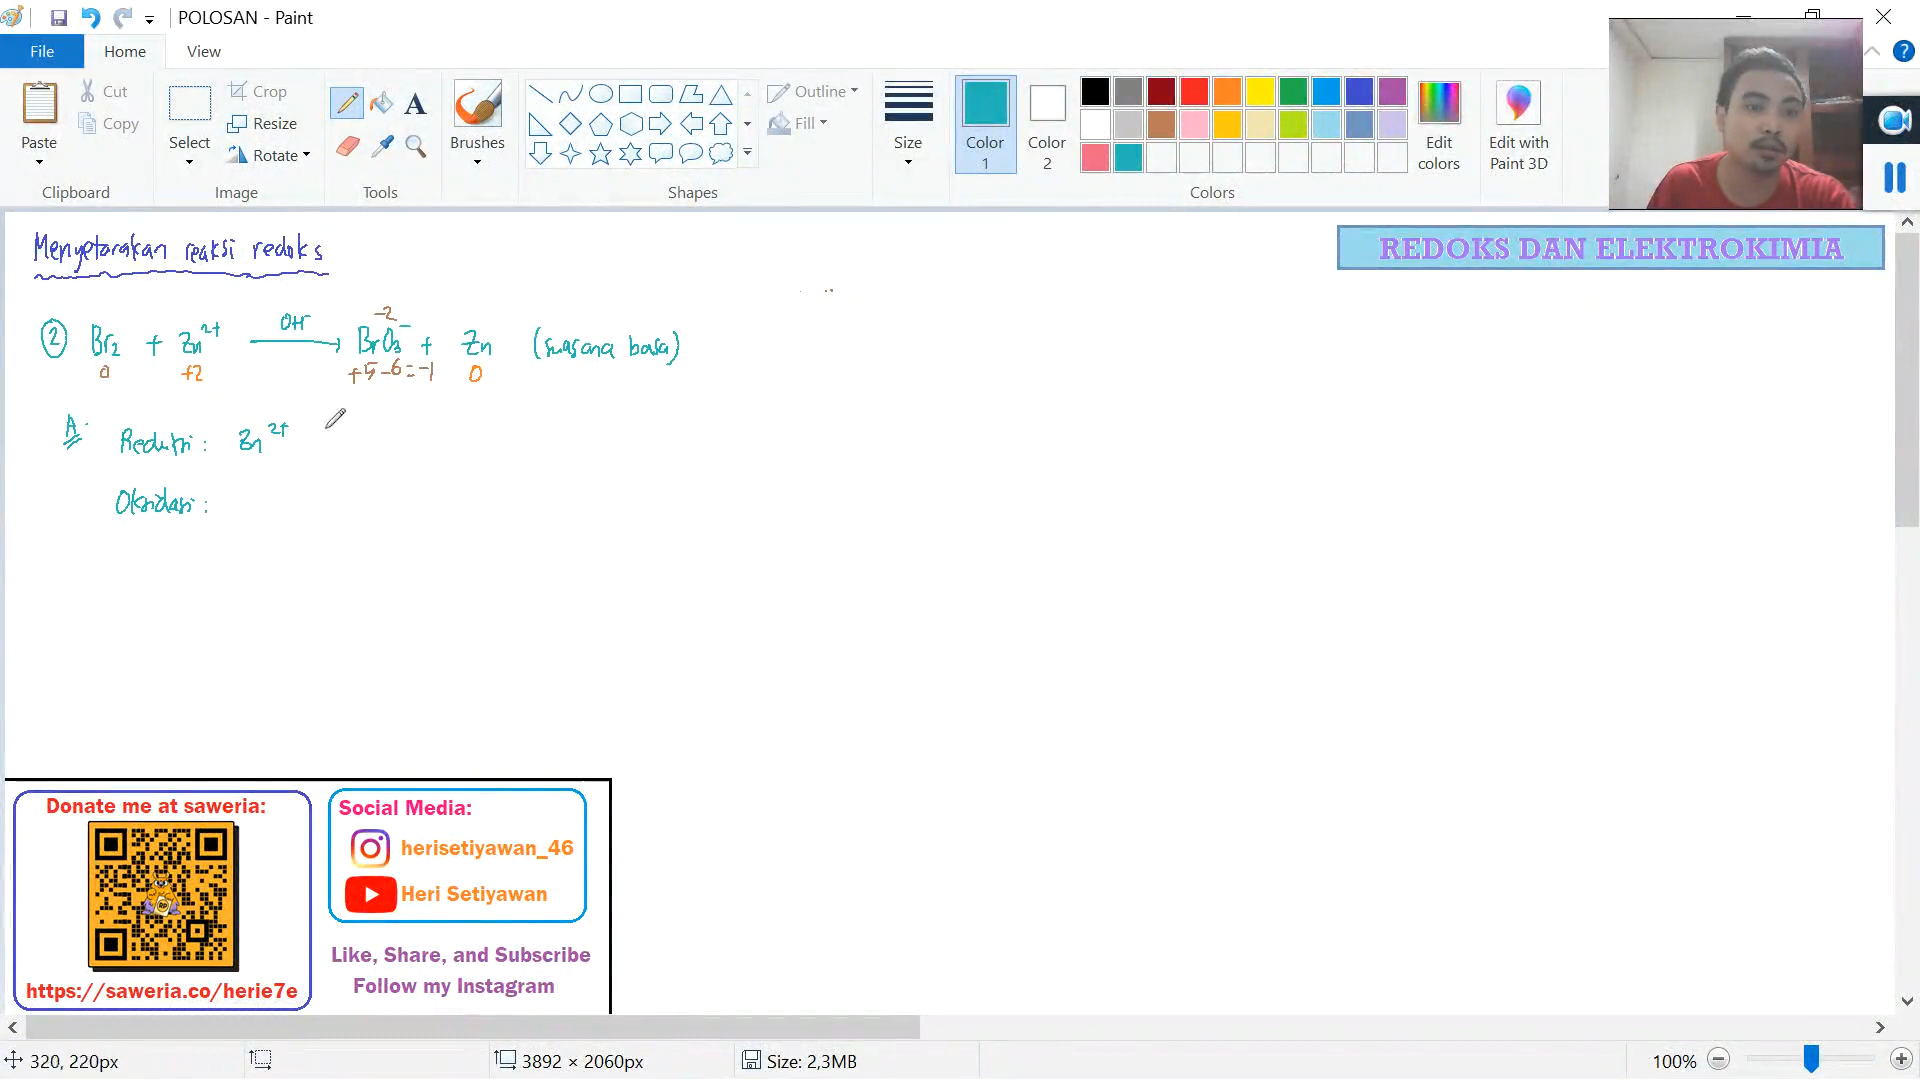 POLOSAN - Paint
File Home View
Paste
Cut
Copy
Clipboard
Select
Crop
Resize
Rotate
Image
A
Tools
Brushes
Outline
Fill
Shapes
Size
Color
1
Color
2
Edit
colors
Edit with
Paint 3D
Colors
?
Menyetarakan reaksi redoks
REDOKS DAN ELEKTROKIMIA
② Br₂ + Zn²⁺ —OH⁻→ BrO₃⁻ + Zn (suasana basa)
-2
0 +2 +5 -6 = -1 0
A: Reduksi : Zn²⁺
Oksidasi :
Donate me at saweria:
https://saweria.co/herie7e
Social Media:
herisetiyawan_46
Heri Setiyawan
Like, Share, and Subscribe
Follow my Instagram
320, 220px
3892 × 2060px
Size: 2,3MB
100%